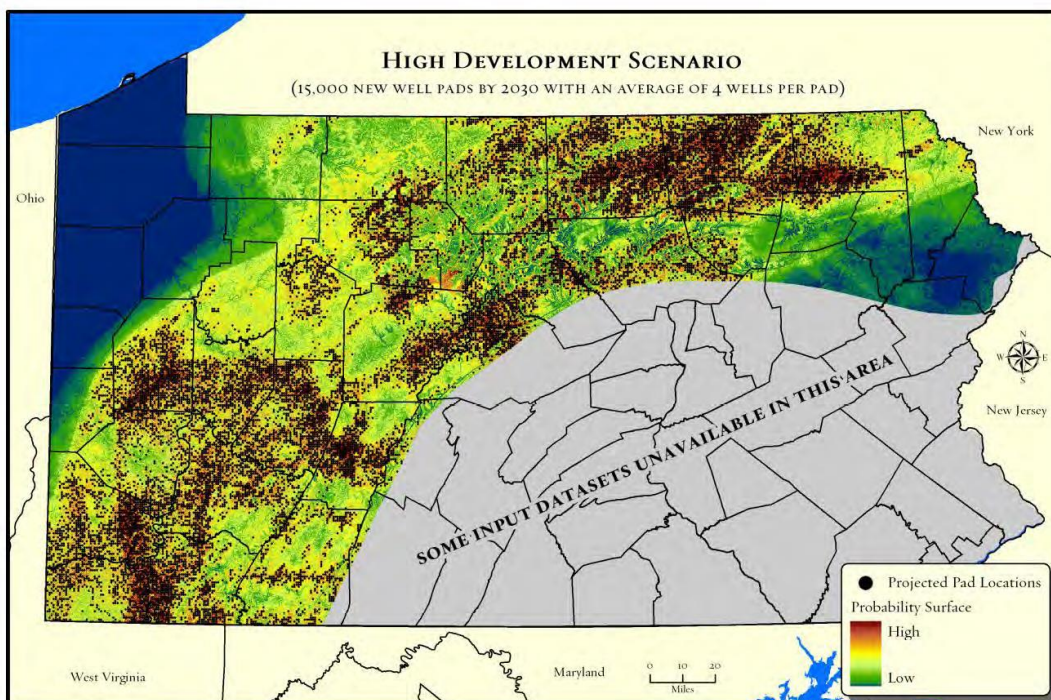 HIGH DEVELOPMENT SCENARIO
(15,000 NEW WELL PADS BY 2030 WITH AN AVERAGE OF 4 WELLS PER PAD)
New York
Ohio
N
W E
S
New Jersey
SOME INPUT DATASETS UNAVAILABLE IN THIS AREA
Projected Pad Locations
Probability Surface
High
Low
West Virginia
Maryland
0 10 20
Miles